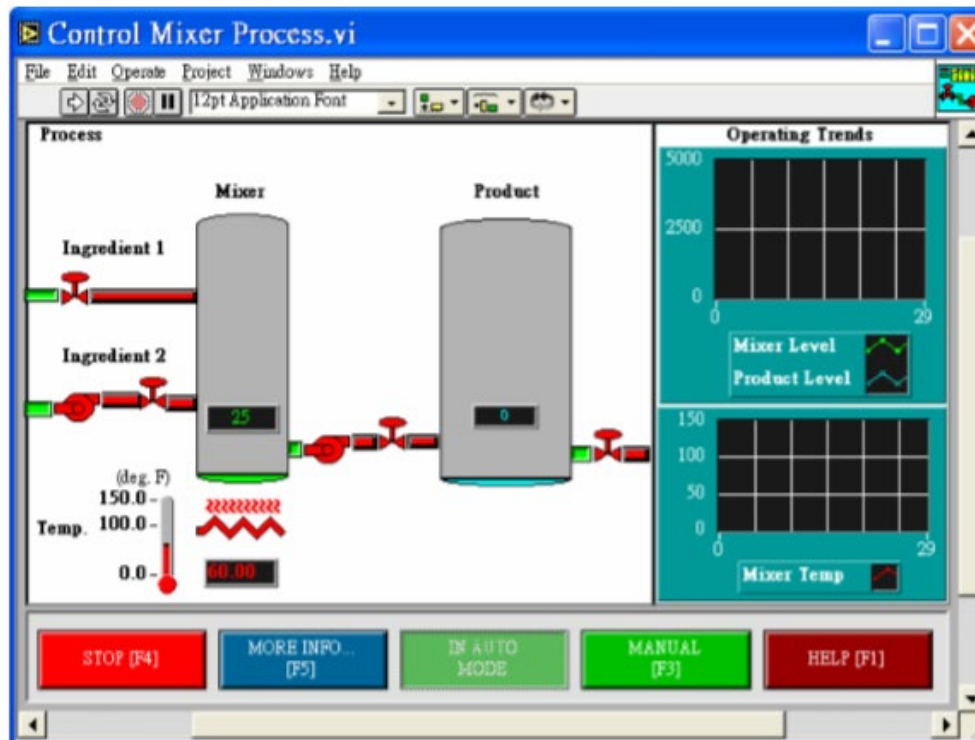 Control Mixer Process.vi
File Edit Operate Project Windows Help
12pt Application Font
Process
Mixer
Product
Ingredient 1
Ingredient 2
25
0
(deg. F)
150.0
100.0
Temp.
0.0
60.00
Operating Trends
5000
2500
0
0 29
Mixer Level
Product Level
150
100
50
0
0 29
Mixer Temp
STOP [F4]
MORE INFO...
[F5]
IN AUTO
MODE
MANUAL
[F3]
HELP [F1]